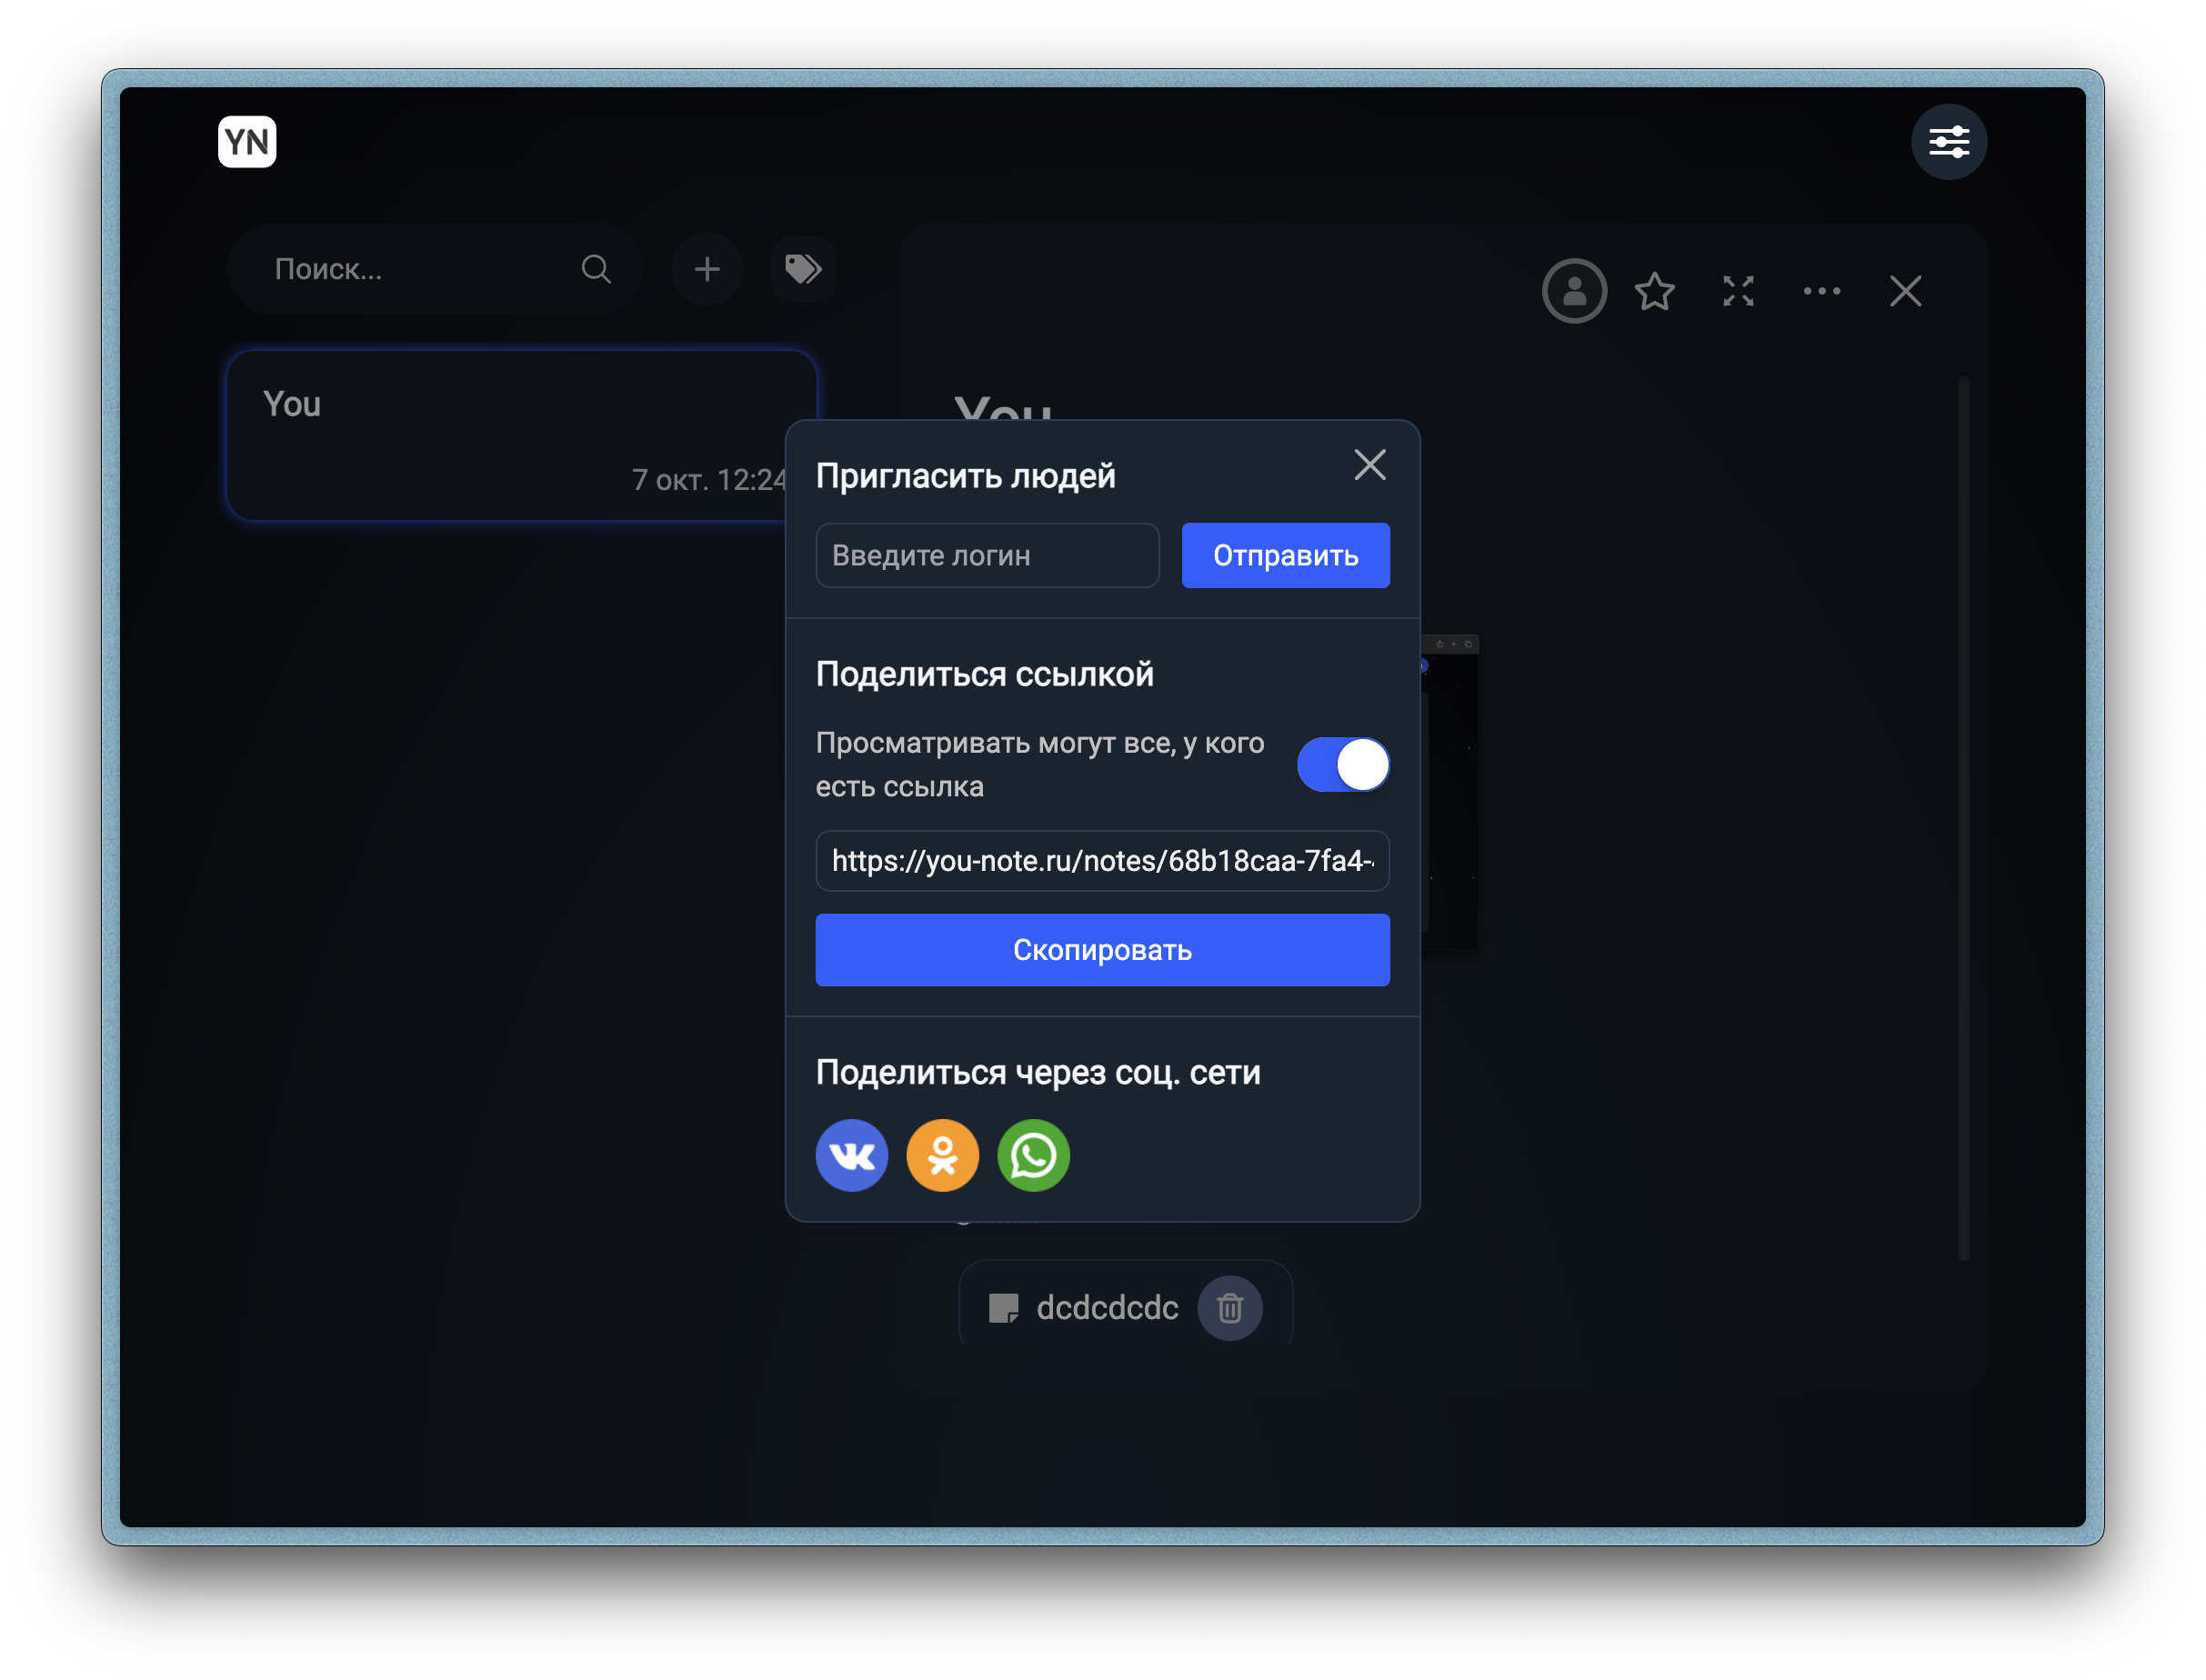 YN
Поиск...
You
7 окт. 12:24
You
Пригласить людей
Введите логин
Отправить
Поделиться ссылкой
Просматривать могут все, у кого
есть ссылка
https://you-note.ru/notes/68b18caa-7fa4-
Скопировать
Поделиться через соц. сети
dcdcdcdc